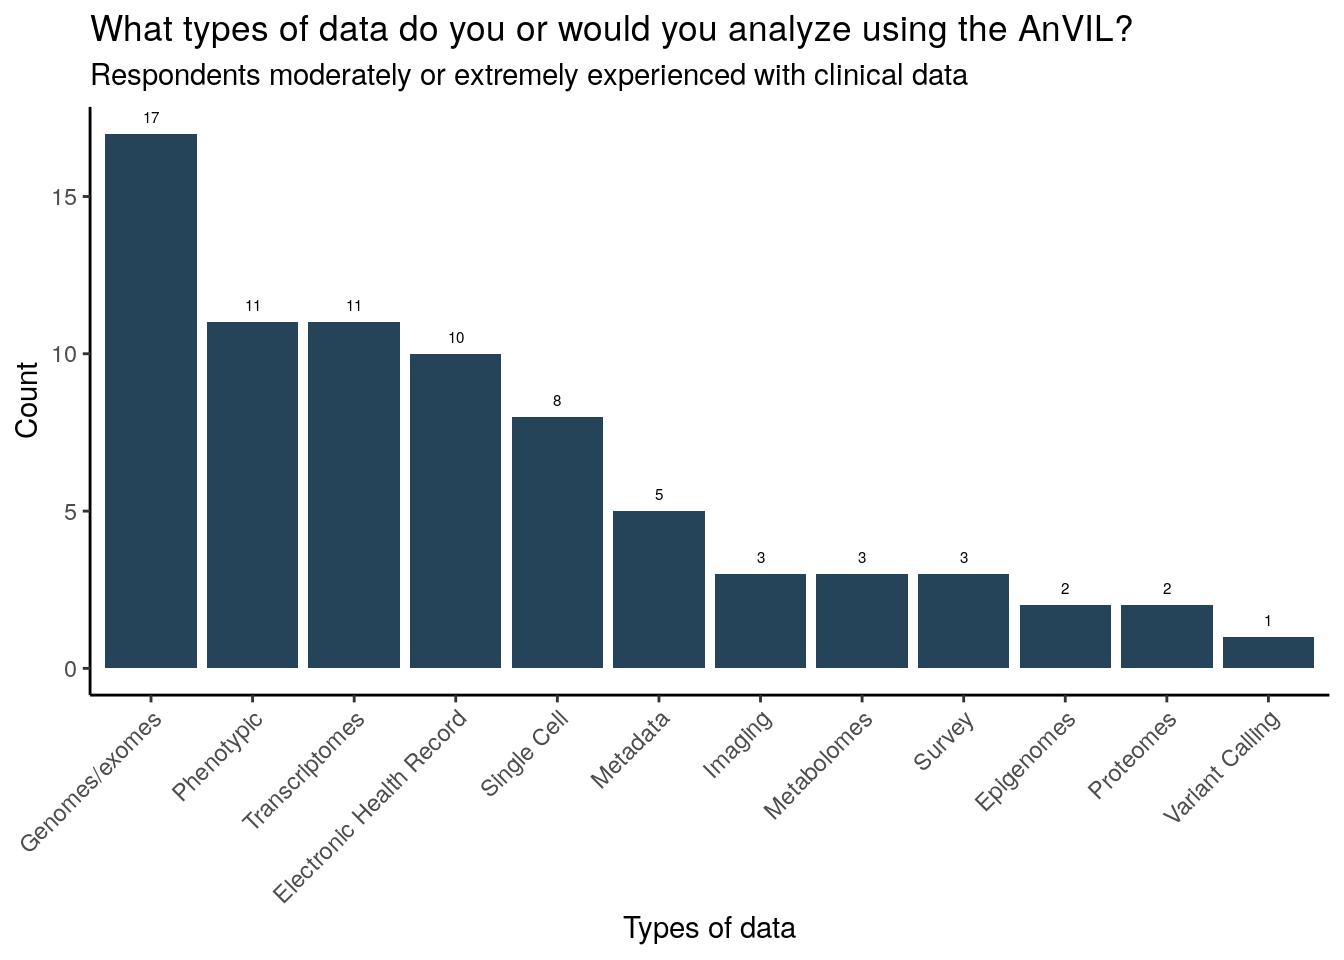 What types of data do you or would you analyze using the AnVIL?
Respondents moderately or extremely experienced with clinical data
17
11
11
10
8
5
3
3
3
2
2
1
15
10
5
0
Count
Genomes/exomes
Phenotypic
Transcriptomes
Electronic Health Record
Single Cell
Metadata
Imaging
Metabolomes
Survey
Epigenomes
Proteomes
Variant Calling
Types of data